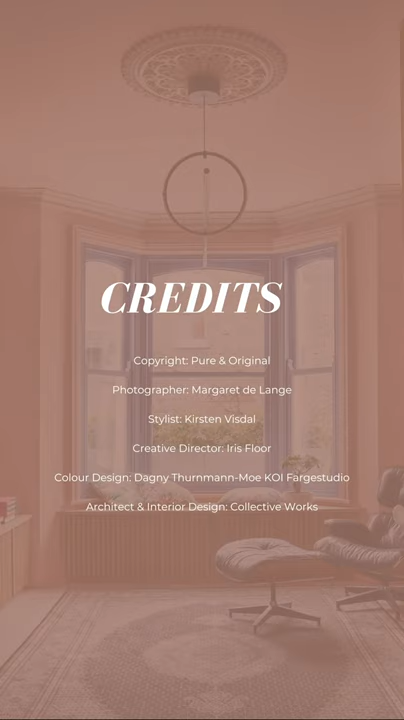 CREDITS
Copyright: Pure & Original
Photographer: Margaret de Lange
Stylist: Kirsten Visdal
Creative Director: Iris Floor
Colour Design: Dagny Thurnmann-Moe KOI Fargestudio
Architect & Interior Design: Collective Works